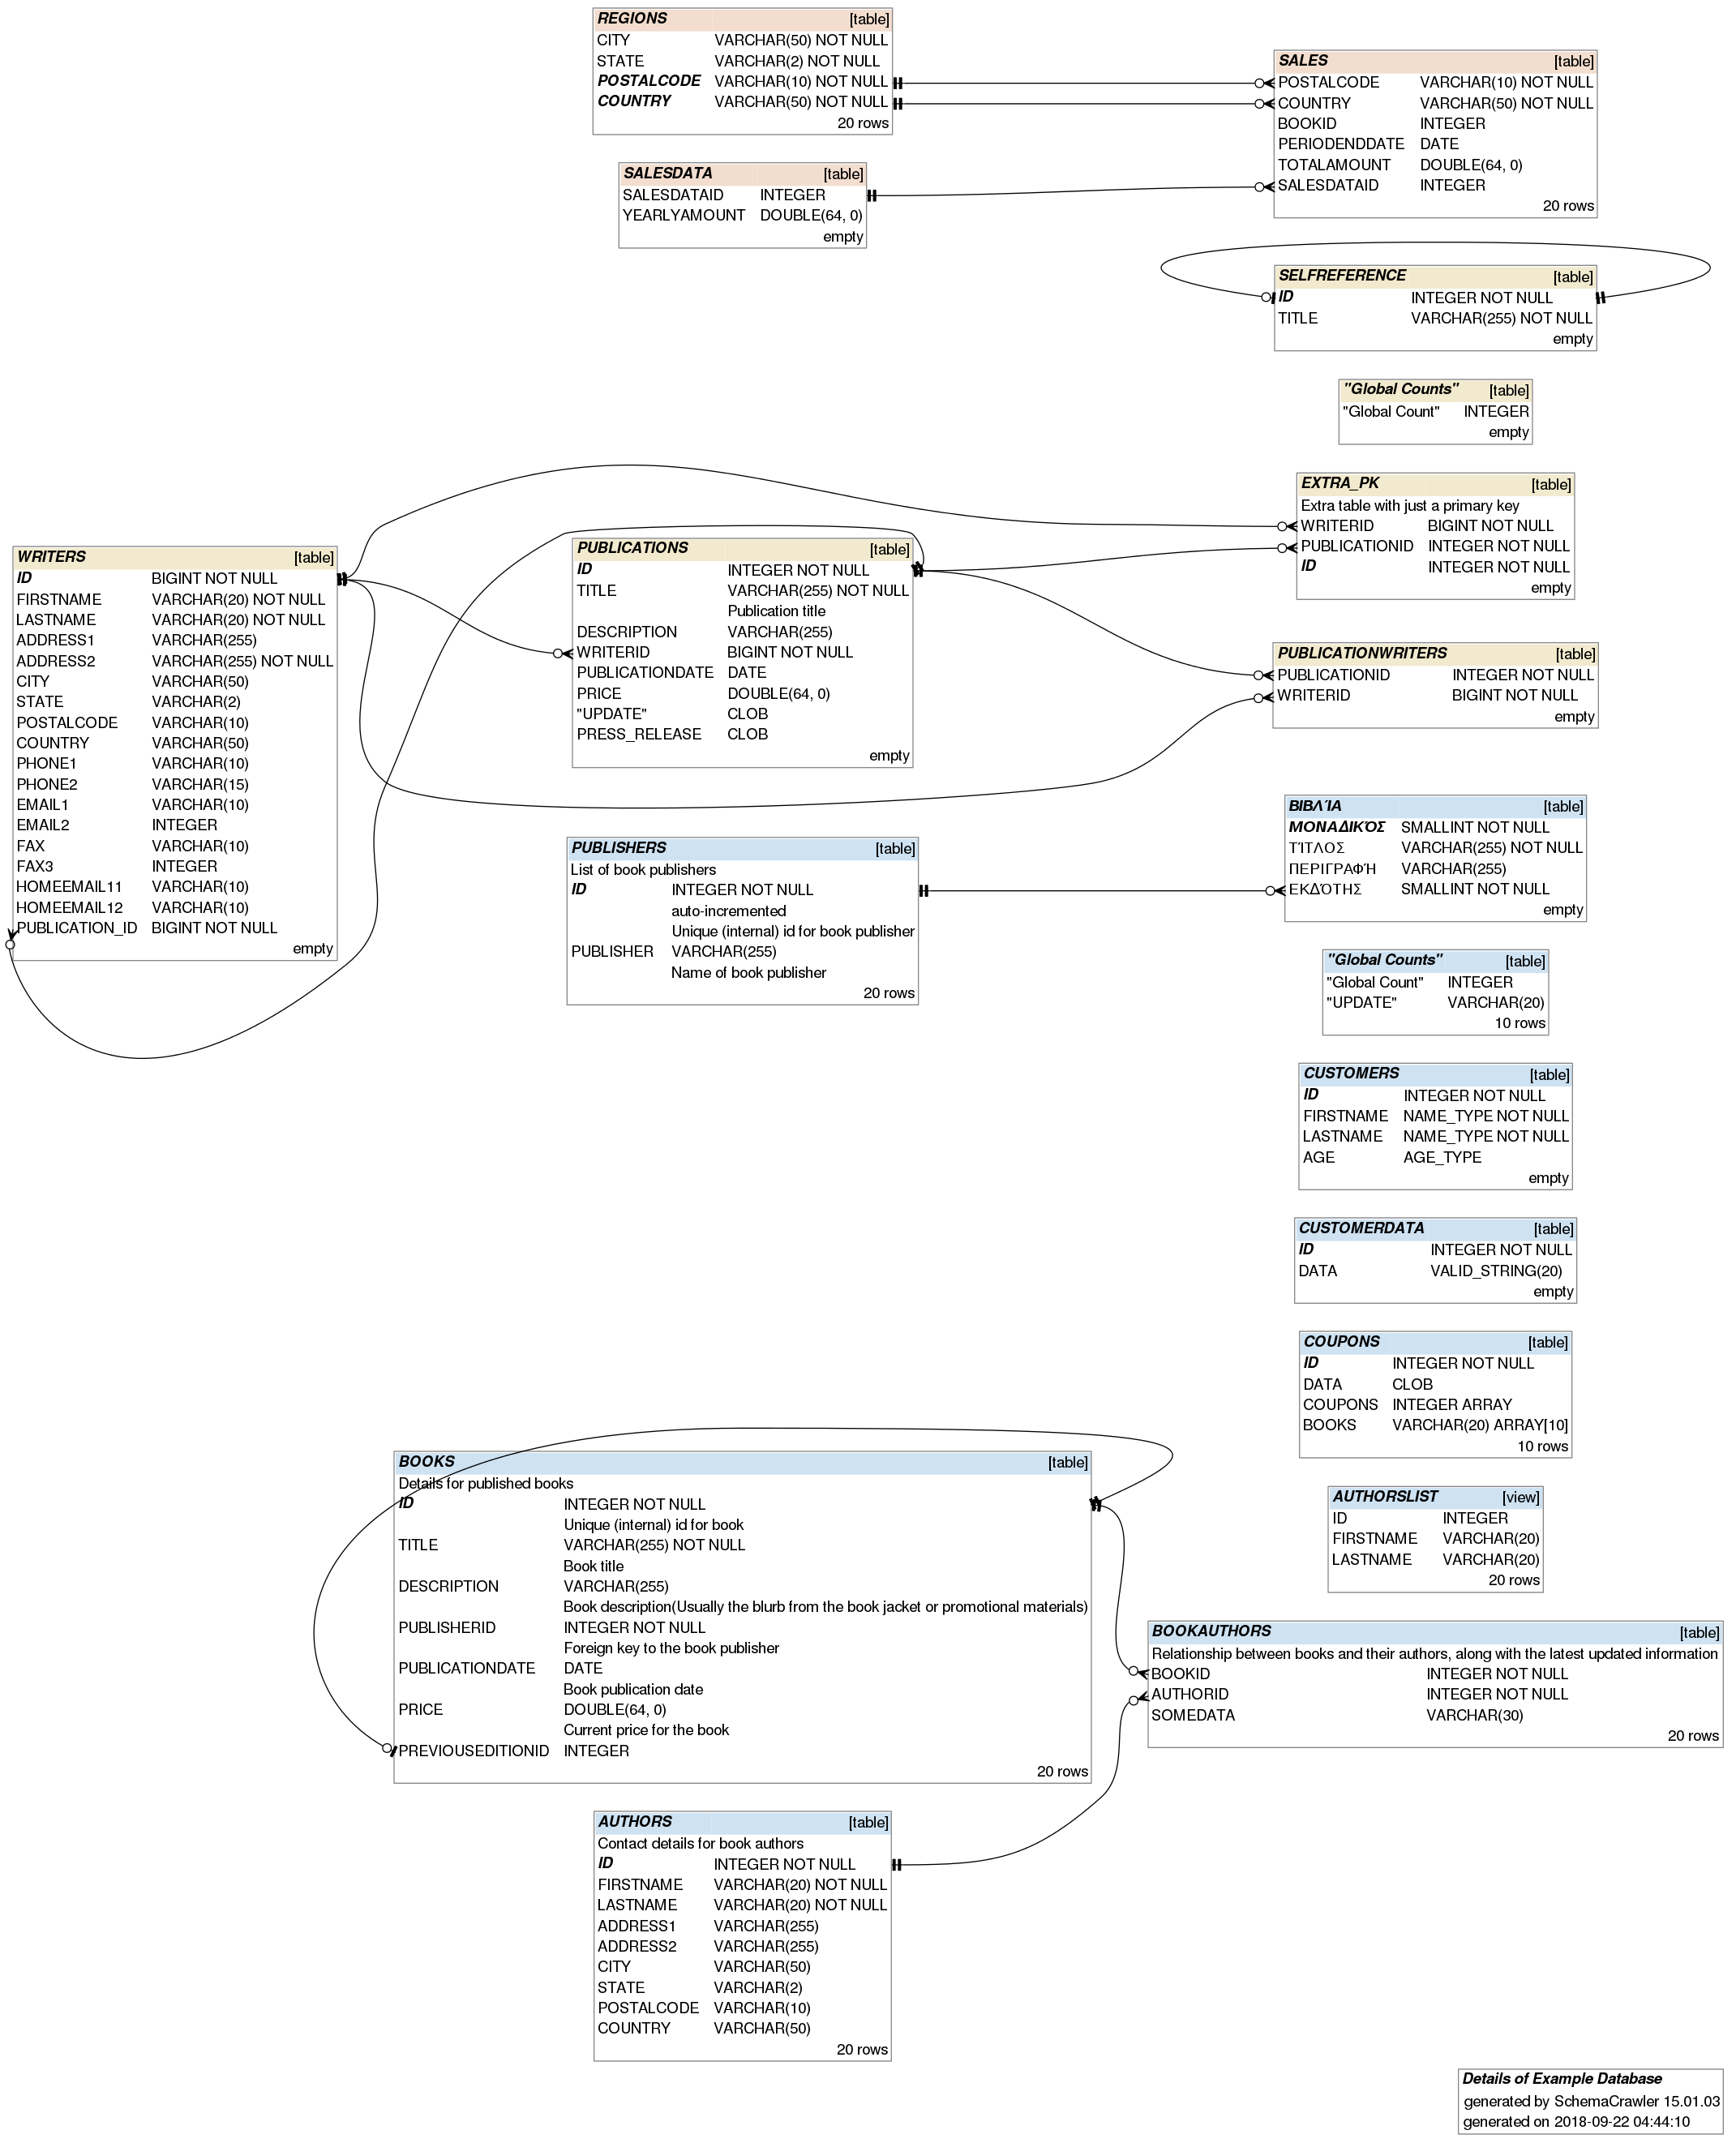 REGIONS [table]
CITY VARCHAR(50) NOT NULL
STATE VARCHAR(2) NOT NULL
POSTALCODE VARCHAR(10) NOT NULL
COUNTRY VARCHAR(50) NOT NULL
20 rows
SALES [table]
POSTALCODE VARCHAR(10) NOT NULL
COUNTRY VARCHAR(50) NOT NULL
BOOKID INTEGER
PERIODENDDATE DATE
TOTALAMOUNT DOUBLE(64, 0)
SALESDATAID INTEGER
20 rows
SALESDATA [table]
SALESDATAID INTEGER
YEARLYAMOUNT DOUBLE(64, 0)
empty
SELFREFERENCE [table]
ID INTEGER NOT NULL
TITLE VARCHAR(255) NOT NULL
empty
"Global Counts" [table]
"Global Count" INTEGER
empty
EXTRA_PK [table]
Extra table with just a primary key
WRITERID BIGINT NOT NULL
PUBLICATIONID INTEGER NOT NULL
ID INTEGER NOT NULL
empty
WRITERS [table]
ID BIGINT NOT NULL
FIRSTNAME VARCHAR(20) NOT NULL
LASTNAME VARCHAR(20) NOT NULL
ADDRESS1 VARCHAR(255)
ADDRESS2 VARCHAR(255) NOT NULL
CITY VARCHAR(50)
STATE VARCHAR(2)
POSTALCODE VARCHAR(10)
COUNTRY VARCHAR(50)
PHONE1 VARCHAR(10)
PHONE2 VARCHAR(15)
EMAIL1 VARCHAR(10)
EMAIL2 INTEGER
FAX VARCHAR(10)
FAX3 INTEGER
HOMEEMAIL11 VARCHAR(10)
HOMEEMAIL12 VARCHAR(10)
PUBLICATION_ID BIGINT NOT NULL
empty
PUBLICATIONS [table]
ID INTEGER NOT NULL
TITLE VARCHAR(255) NOT NULL
Publication title
DESCRIPTION VARCHAR(255)
WRITERID BIGINT NOT NULL
PUBLICATIONDATE DATE
PRICE DOUBLE(64, 0)
"UPDATE" CLOB
PRESS_RELEASE CLOB
empty
PUBLICATIONWRITERS [table]
PUBLICATIONID INTEGER NOT NULL
WRITERID BIGINT NOT NULL
empty
ΒΙΒΛΊΑ [table]
ΜΟΝΑΔΙΚΌΣ SMALLINT NOT NULL
ΤΊΤΛΟΣ VARCHAR(255) NOT NULL
ΠΕΡΙΓΡΑΦΉ VARCHAR(255)
ΕΚΔΌΤΗΣ SMALLINT NOT NULL
empty
PUBLISHERS [table]
List of book publishers
ID INTEGER NOT NULL
auto-incremented
Unique (internal) id for book publisher
PUBLISHER VARCHAR(255)
Name of book publisher
20 rows
"Global Counts" [table]
"Global Count" INTEGER
"UPDATE" VARCHAR(20)
10 rows
CUSTOMERS [table]
ID INTEGER NOT NULL
FIRSTNAME NAME_TYPE NOT NULL
LASTNAME NAME_TYPE NOT NULL
AGE AGE_TYPE
empty
CUSTOMERDATA [table]
ID INTEGER NOT NULL
DATA VALID_STRING(20)
empty
COUPONS [table]
ID INTEGER NOT NULL
DATA CLOB
COUPONS INTEGER ARRAY
BOOKS VARCHAR(20) ARRAY[10]
10 rows
BOOKS [table]
Details for published books
ID INTEGER NOT NULL
Unique (internal) id for book
TITLE VARCHAR(255) NOT NULL
Book title
DESCRIPTION VARCHAR(255)
Book description(Usually the blurb from the book jacket or promotional materials)
PUBLISHERID INTEGER NOT NULL
Foreign key to the book publisher
PUBLICATIONDATE DATE
Book publication date
PRICE DOUBLE(64, 0)
Current price for the book
PREVIOUSEDITIONID INTEGER
20 rows
AUTHORSLIST [view]
ID INTEGER
FIRSTNAME VARCHAR(20)
LASTNAME VARCHAR(20)
20 rows
BOOKAUTHORS [table]
Relationship between books and their authors, along with the latest updated information
BOOKID INTEGER NOT NULL
AUTHORID INTEGER NOT NULL
SOMEDATA VARCHAR(30)
20 rows
AUTHORS [table]
Contact details for book authors
ID INTEGER NOT NULL
FIRSTNAME VARCHAR(20) NOT NULL
LASTNAME VARCHAR(20) NOT NULL
ADDRESS1 VARCHAR(255)
ADDRESS2 VARCHAR(255)
CITY VARCHAR(50)
STATE VARCHAR(2)
POSTALCODE VARCHAR(10)
COUNTRY VARCHAR(50)
20 rows
Details of Example Database
generated by SchemaCrawler 15.01.03
generated on 2018-09-22 04:44:10